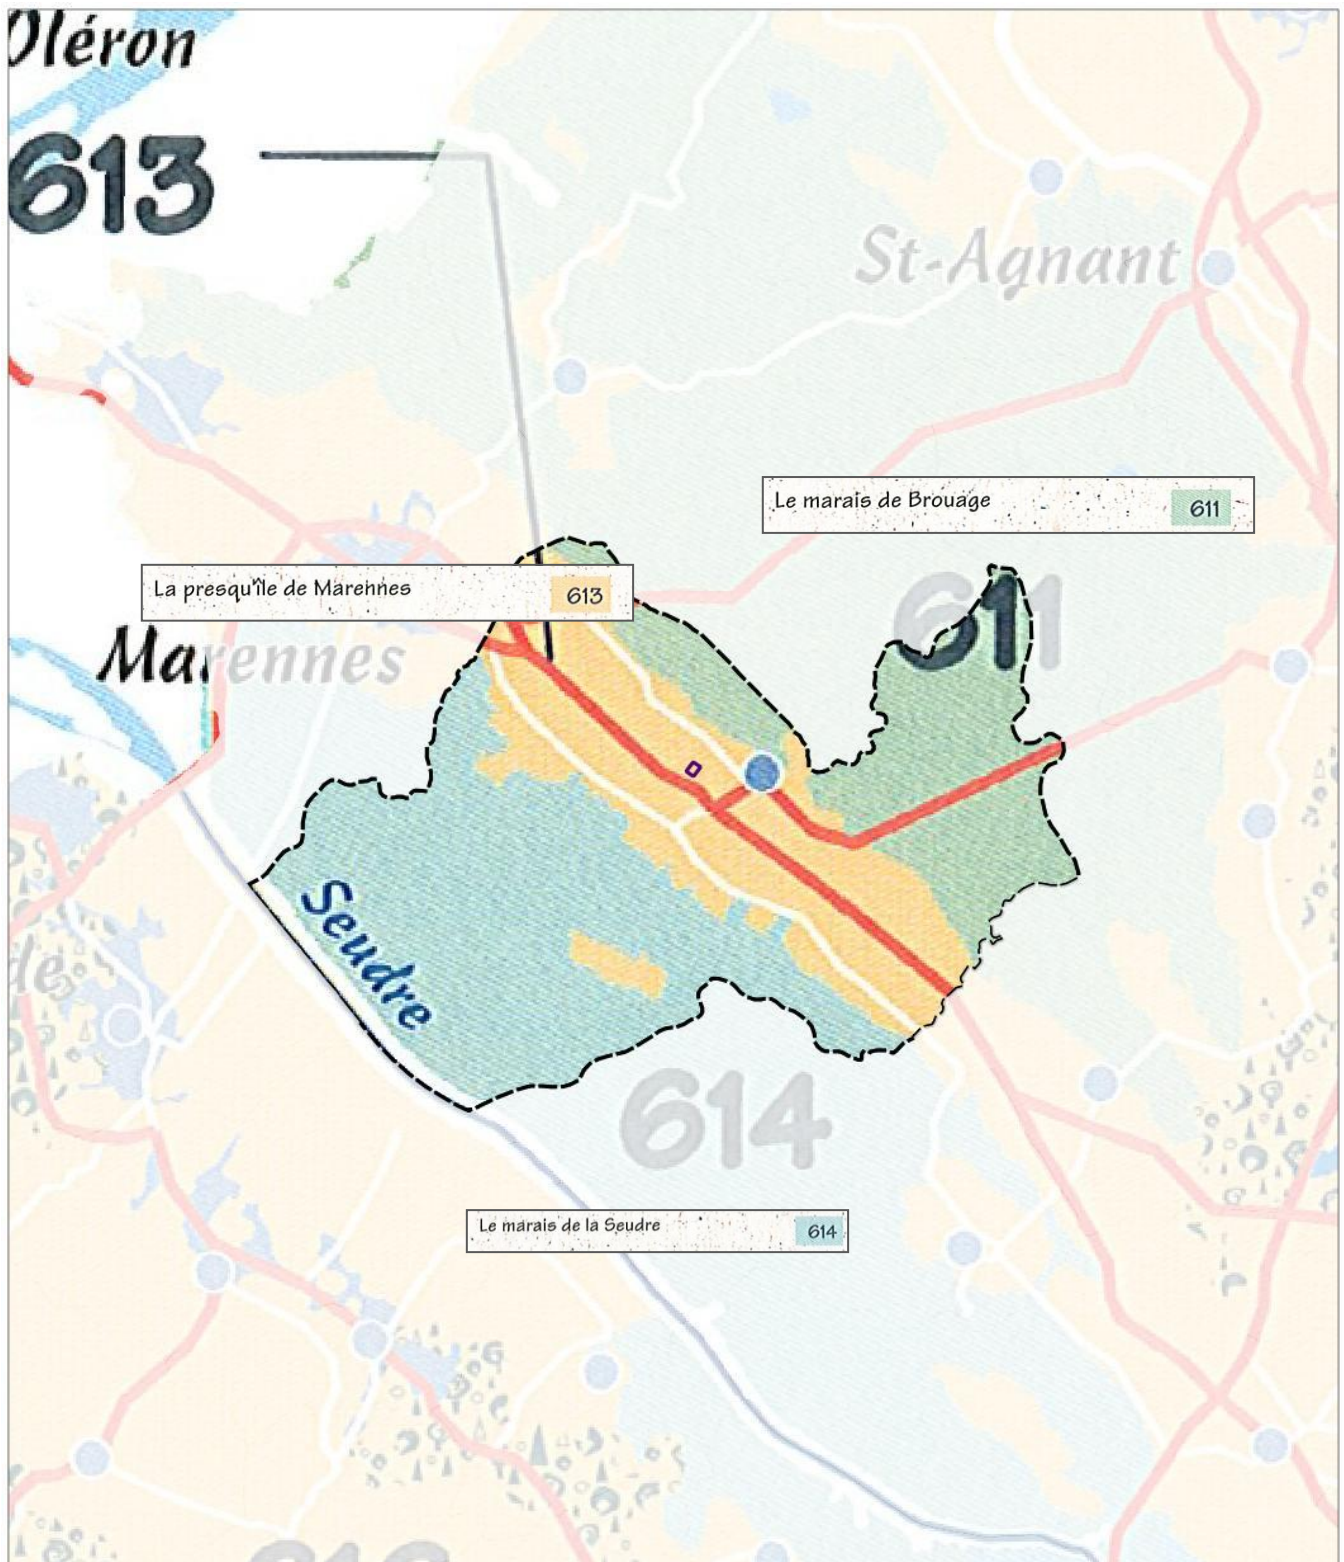 Oléron
613
St-Agnant
Le marais de Brouage 611
La presqu'île de Marennes 613
611
Marennes
Seudre
de
614
Le marais de la Seudre 614